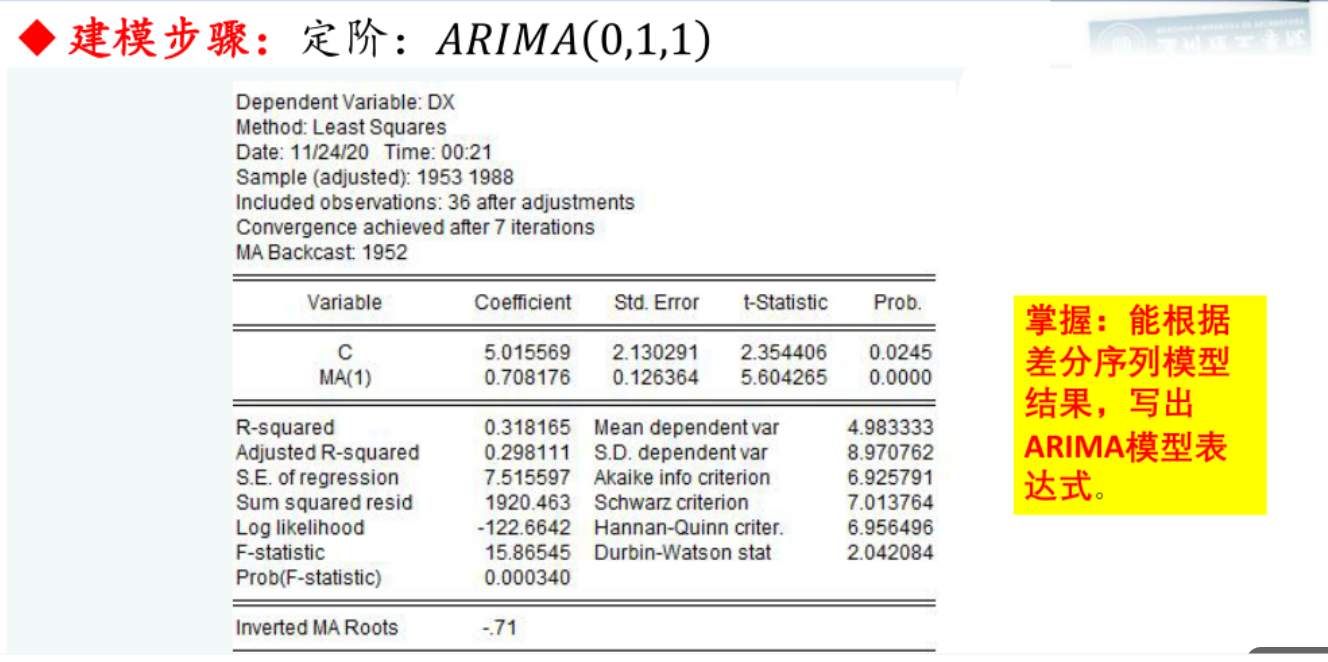 ◆ 建模步骤：定阶：ARIMA(0,1,1)
Dependent Variable: DX
Method: Least Squares
Date: 11/24/20 Time: 00:21
Sample (adjusted): 1953 1988
Included observations: 36 after adjustments
Convergence achieved after 7 iterations
MA Backcast: 1952
Variable Coefficient Std. Error t-Statistic Prob.
C 5.015569 2.130291 2.354406 0.0245
MA(1) 0.708176 0.126364 5.604265 0.0000
R-squared 0.318165 Mean dependent var 4.983333
Adjusted R-squared 0.298111 S.D. dependent var 8.970762
S.E. of regression 7.515597 Akaike info criterion 6.925791
Sum squared resid 1920.463 Schwarz criterion 7.013764
Log likelihood -122.6642 Hannan-Quinn criter. 6.956496
F-statistic 15.86545 Durbin-Watson stat 2.042084
Prob(F-statistic) 0.000340
Inverted MA Roots -.71
掌握：能根据
差分序列模型
结果，写出
ARIMA模型表
达式。